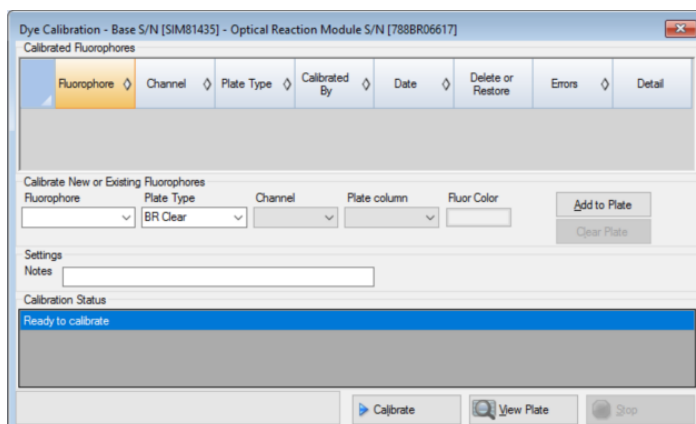 Dye Calibration - Base S/N [SIM81435] - Optical Reaction Module S/N [788BR06617]
Calibrated Fluorophores
Fluorophore Channel Plate Type Calibrated By Date Delete or Restore Errors Detail
Calibrate New or Existing Fluorophores
Fluorophore Plate Type Channel Plate column Fluor Color
BR Clear
Add to Plate
Clear Plate
Settings
Notes
Calibration Status
Ready to calibrate
Calibrate View Plate Stop